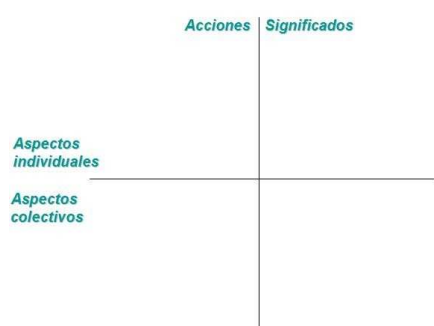 Acciones
Significados
Aspectos
individuales
Aspectos
colectivos